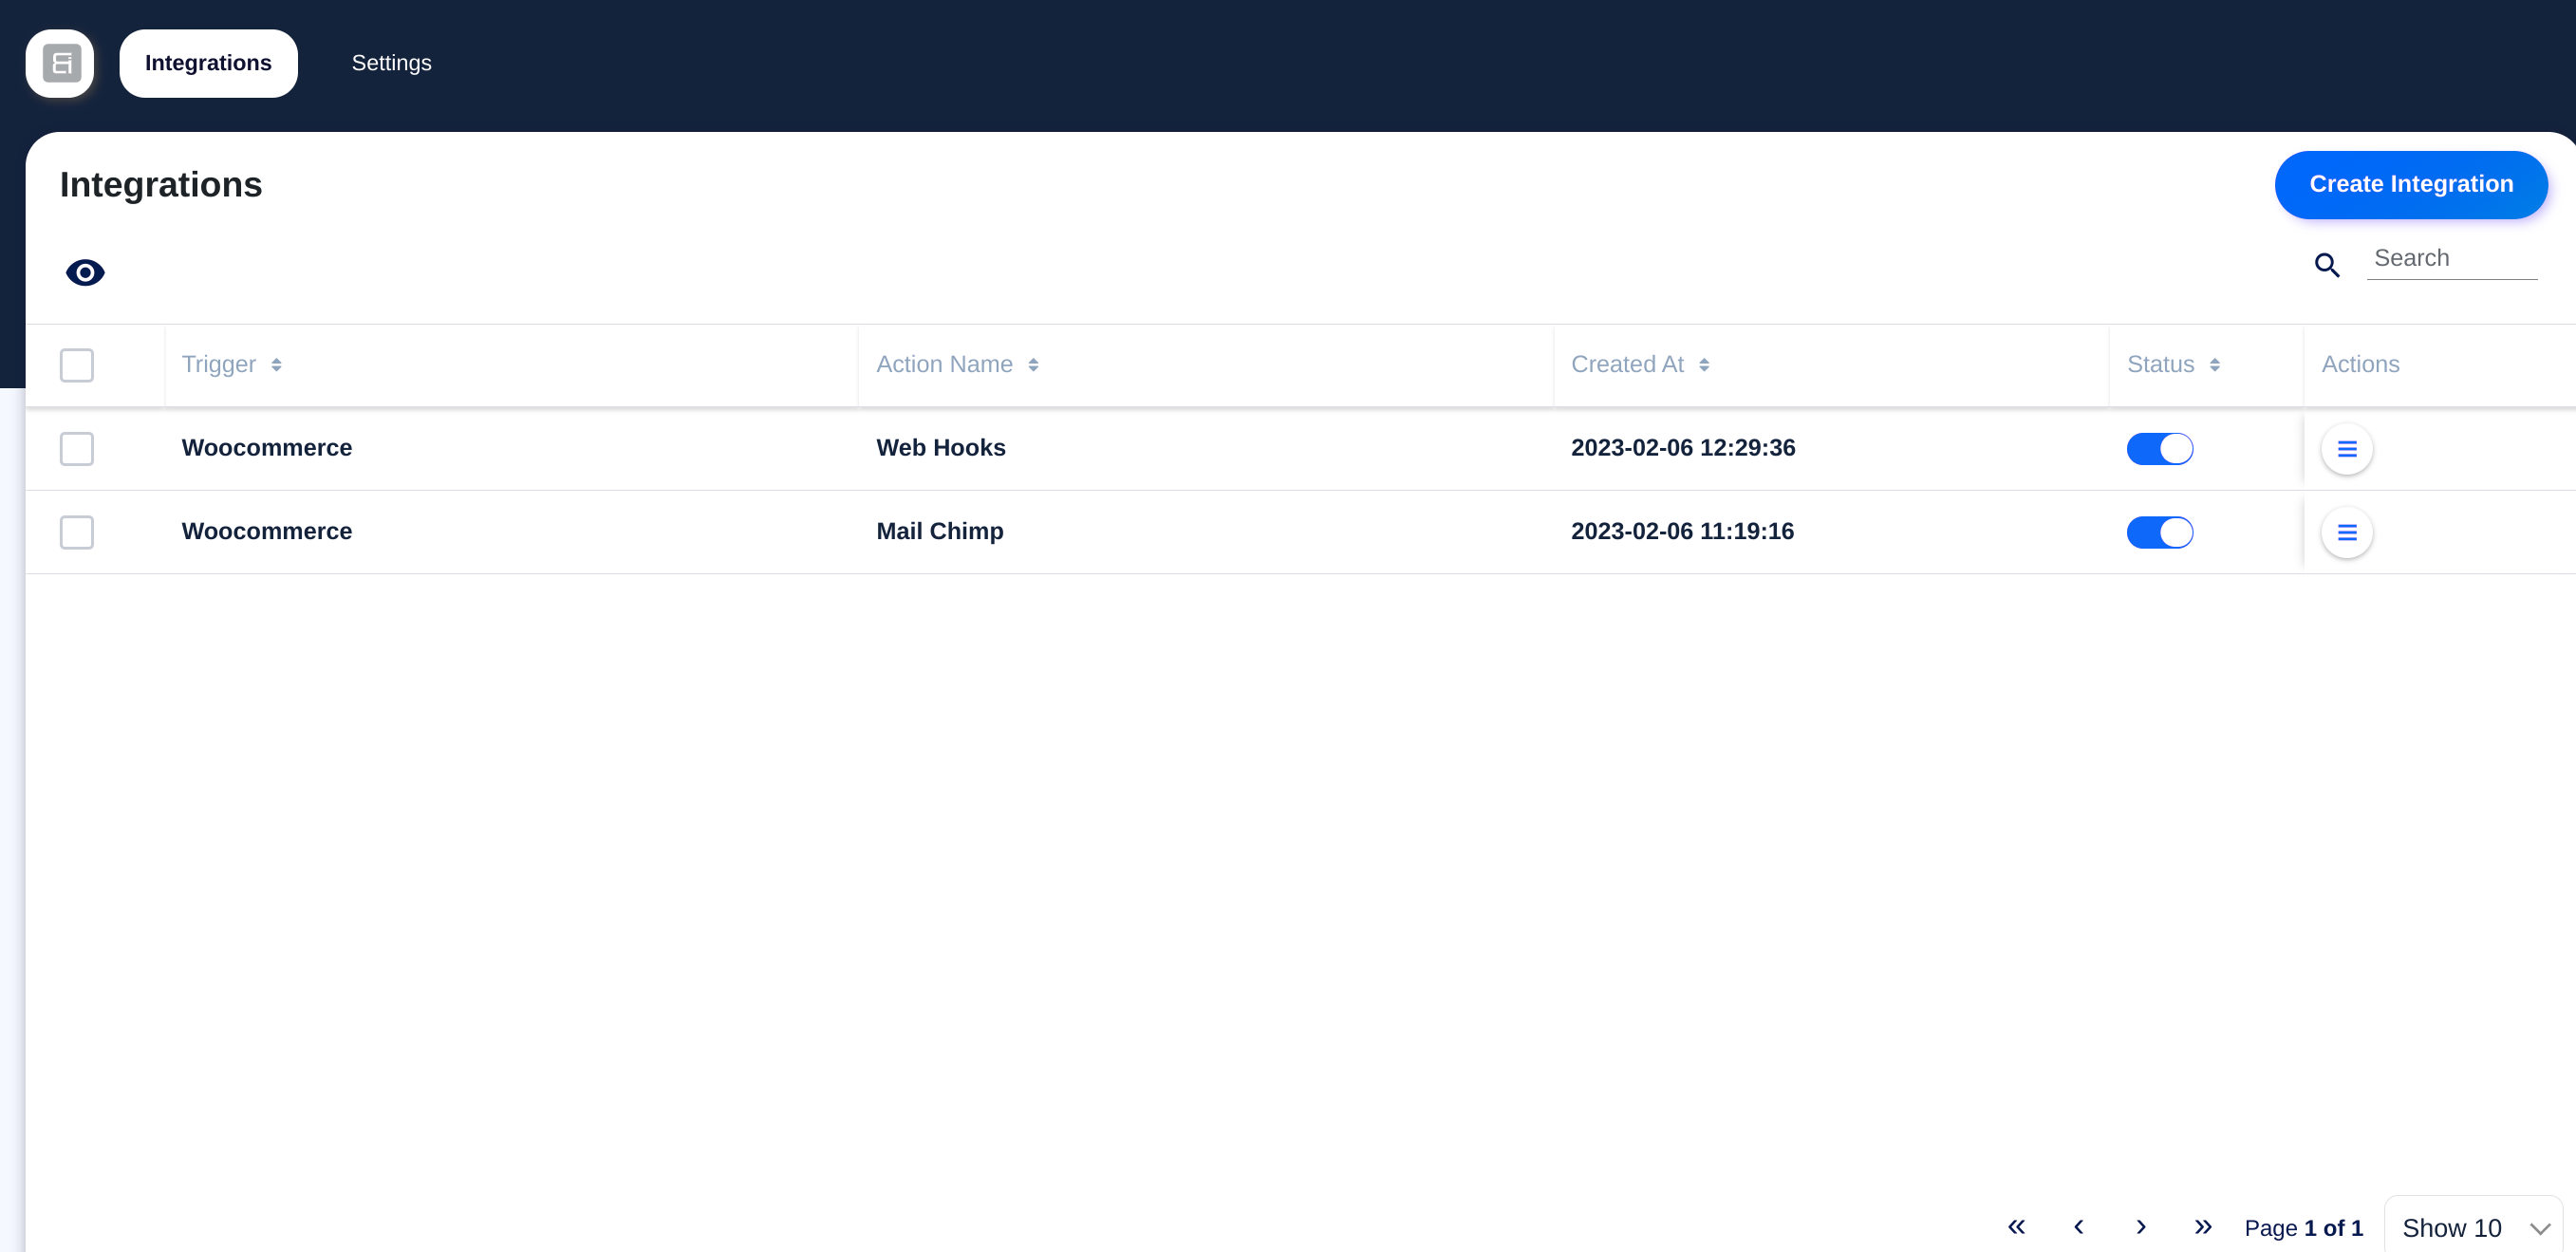 Integrations Settings
Integrations Create Integration
Search
Trigger Action Name Created At Status Actions
Woocommerce Web Hooks 2023-02-06 12:29:36
Woocommerce Mail Chimp 2023-02-06 11:19:16
« ‹ › » Page 1 of 1 Show 10